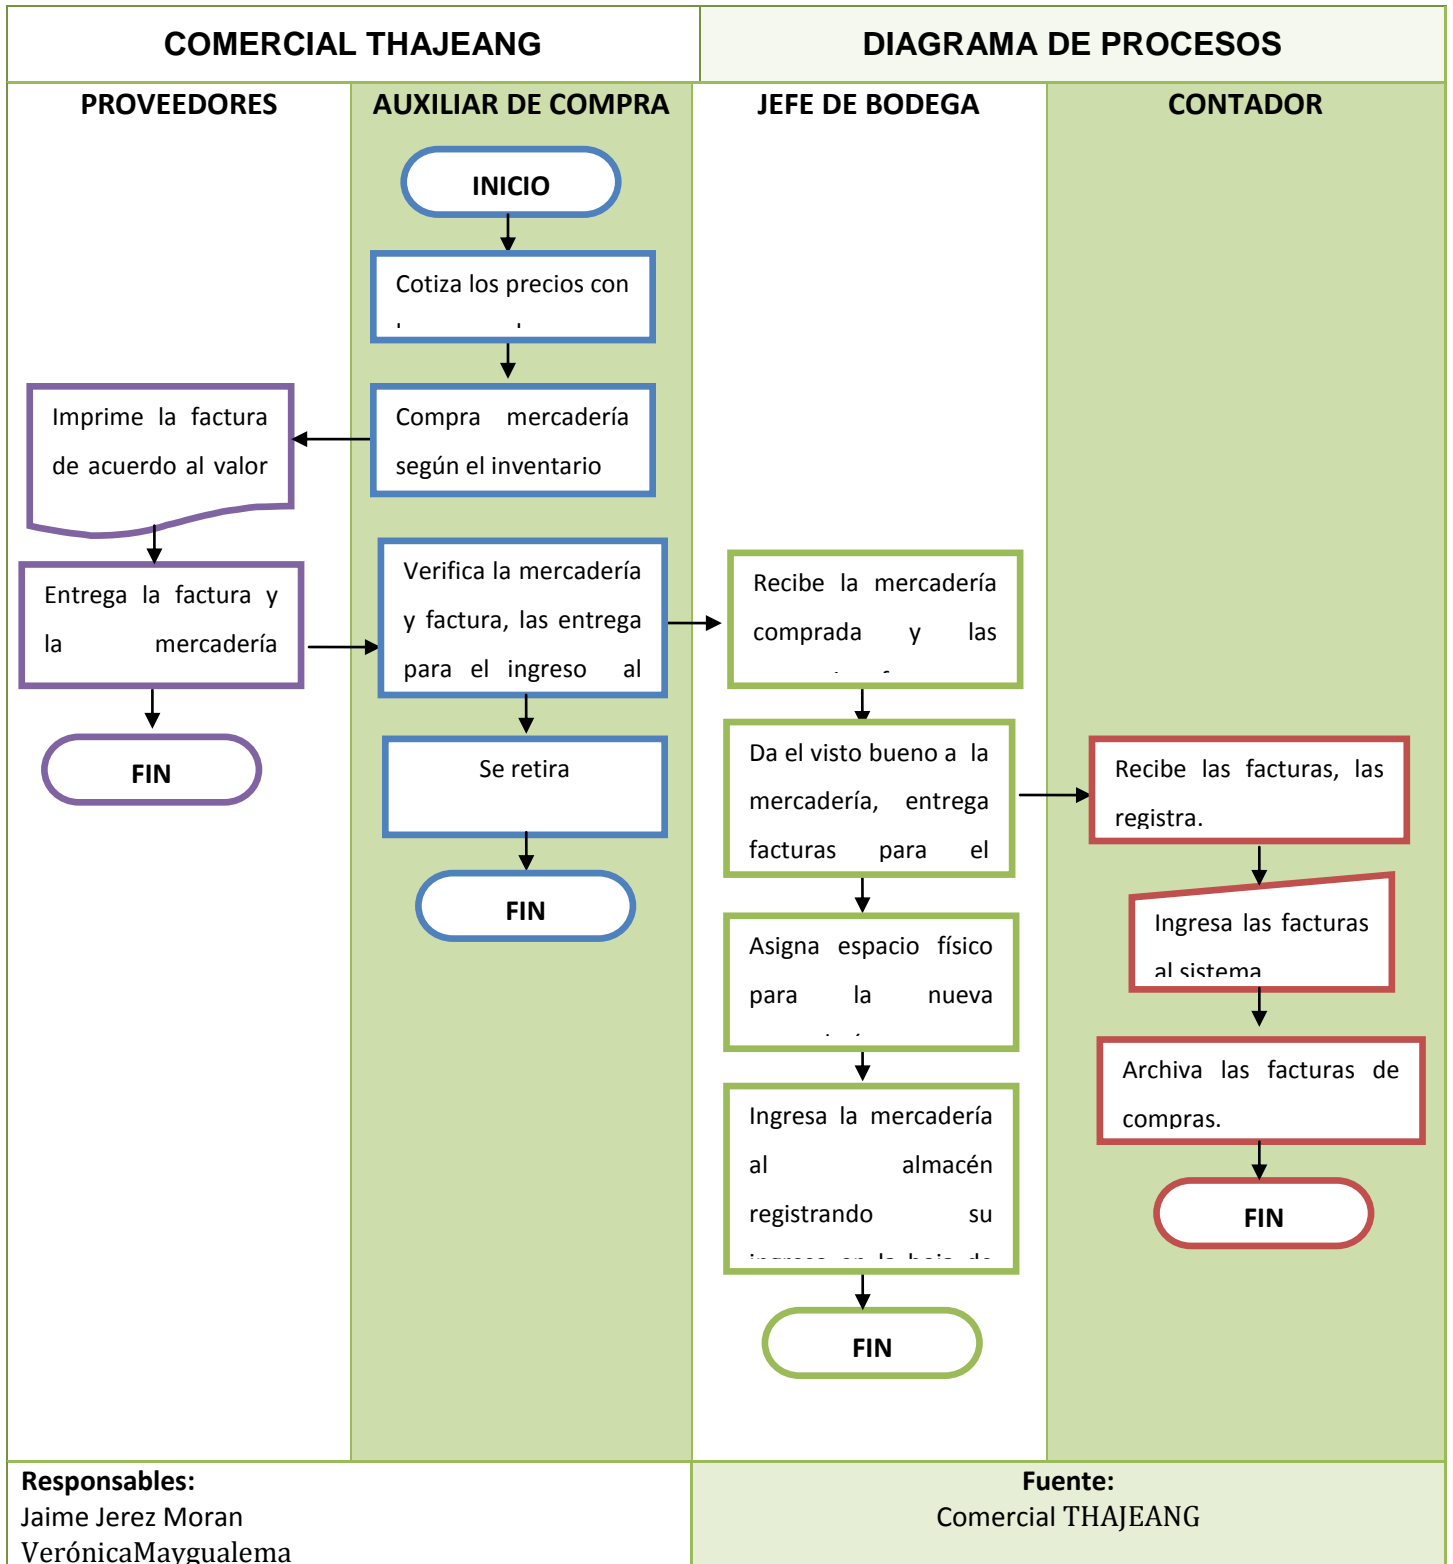 COMERCIAL THAJEANG
DIAGRAMA DE PROCESOS
PROVEEDORES
AUXILIAR DE COMPRA
JEFE DE BODEGA
CONTADOR
INICIO
Cotiza los precios con
Compra mercadería
según el inventario
Imprime la factura
de acuerdo al valor
Entrega la factura y
la mercadería
FIN
Verifica la mercadería
y factura, las entrega
para el ingreso al
Se retira
FIN
Recibe la mercadería
comprada y las
Da el visto bueno a la
mercadería, entrega
facturas para el
Asigna espacio físico
para la nueva
Ingresa la mercadería
al almacén
registrando su
ingreso en la hoja de
FIN
Recibe las facturas, las
registra.
Ingresa las facturas
al sistema
Archiva las facturas de
compras.
FIN
Responsables:
Jaime Jerez Moran
VerónicaMaygualema
Fuente:
Comercial THAJEANG